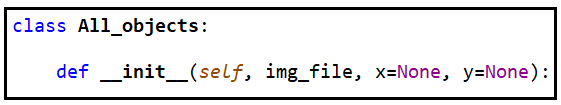 class All_objects:
    def __init__(self, img_file, x=None, y=None):